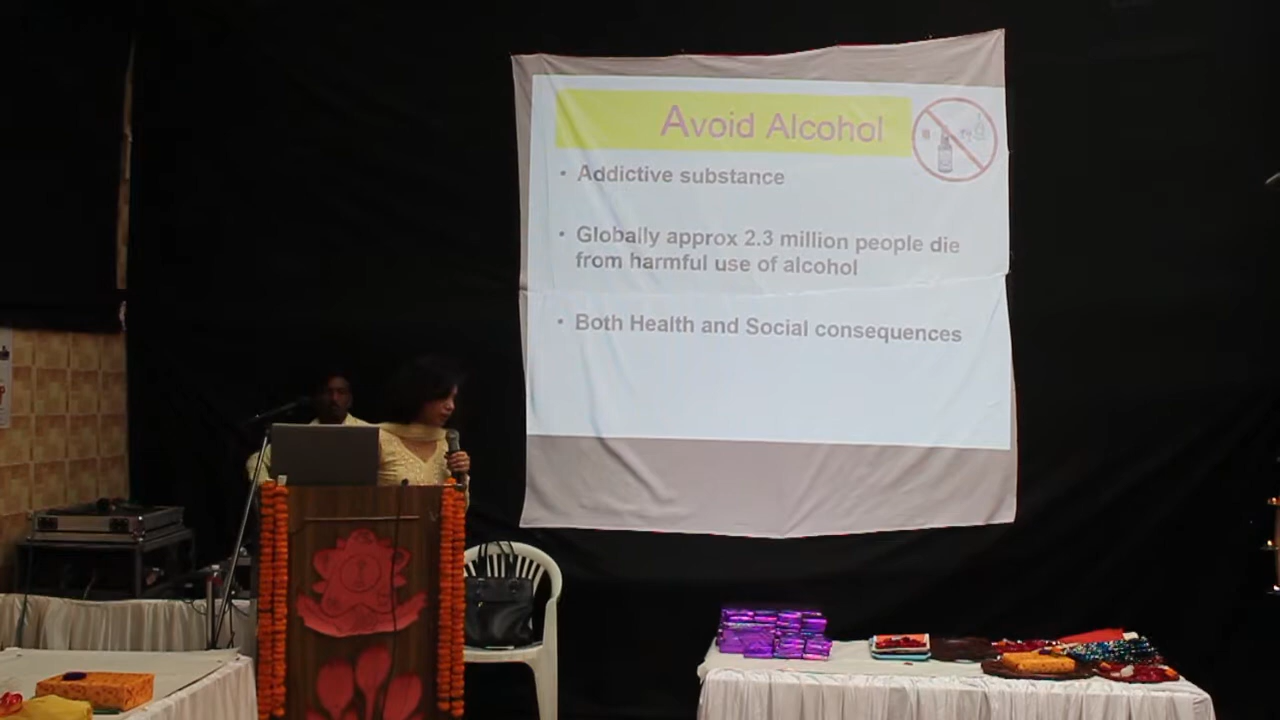 Avoid Alcohol
• Addictive substance
• Globally approx 2.3 million people die
from harmful use of alcohol
• Both Health and Social consequences